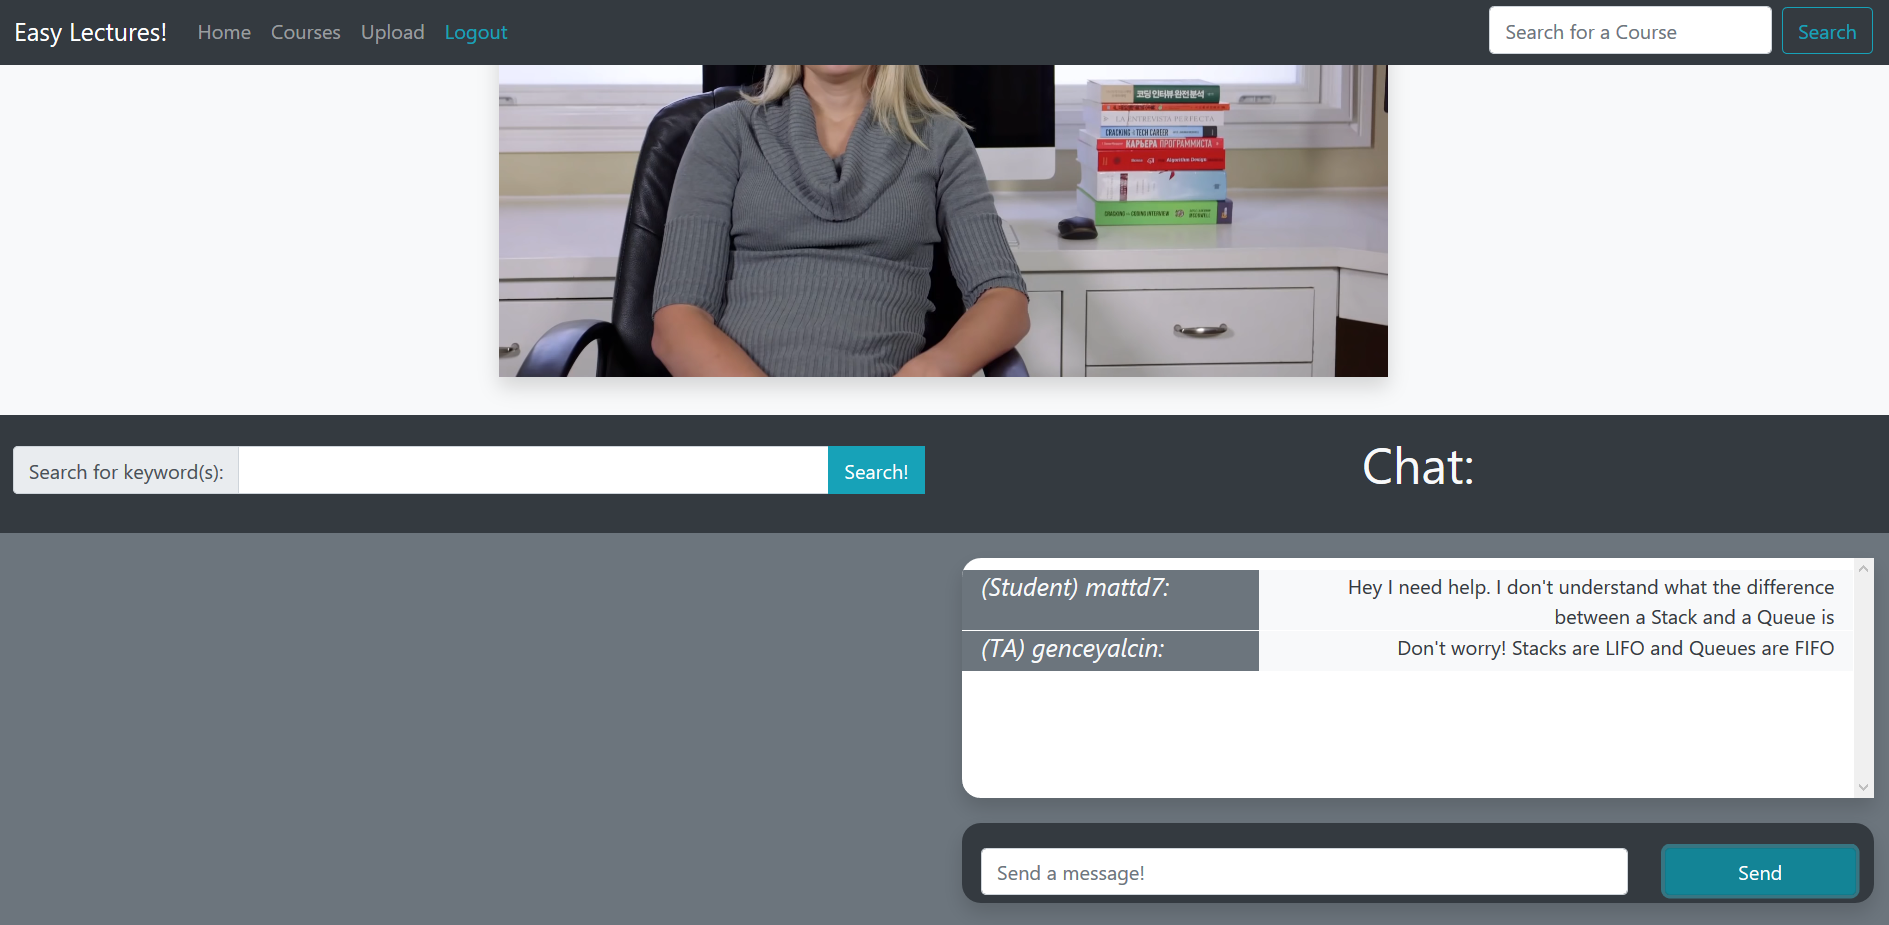 Easy Lectures! Home Courses Upload Logout Search for a Course Search
코딩 인터뷰 완전 분석
LA ENTREVISTA PERFECTA
CRACKING the TECH CAREER
КАРЬЕРА ПРОГРАММИСТА
Algorithm Design
CRACKING the CODING INTERVIEW
MCDOWELL
Search for keyword(s): Search!
Chat:
(Student) mattd7: Hey I need help. I don't understand what the difference
between a Stack and a Queue is
(TA) genceyalcin: Don't worry! Stacks are LIFO and Queues are FIFO
Send a message! Send